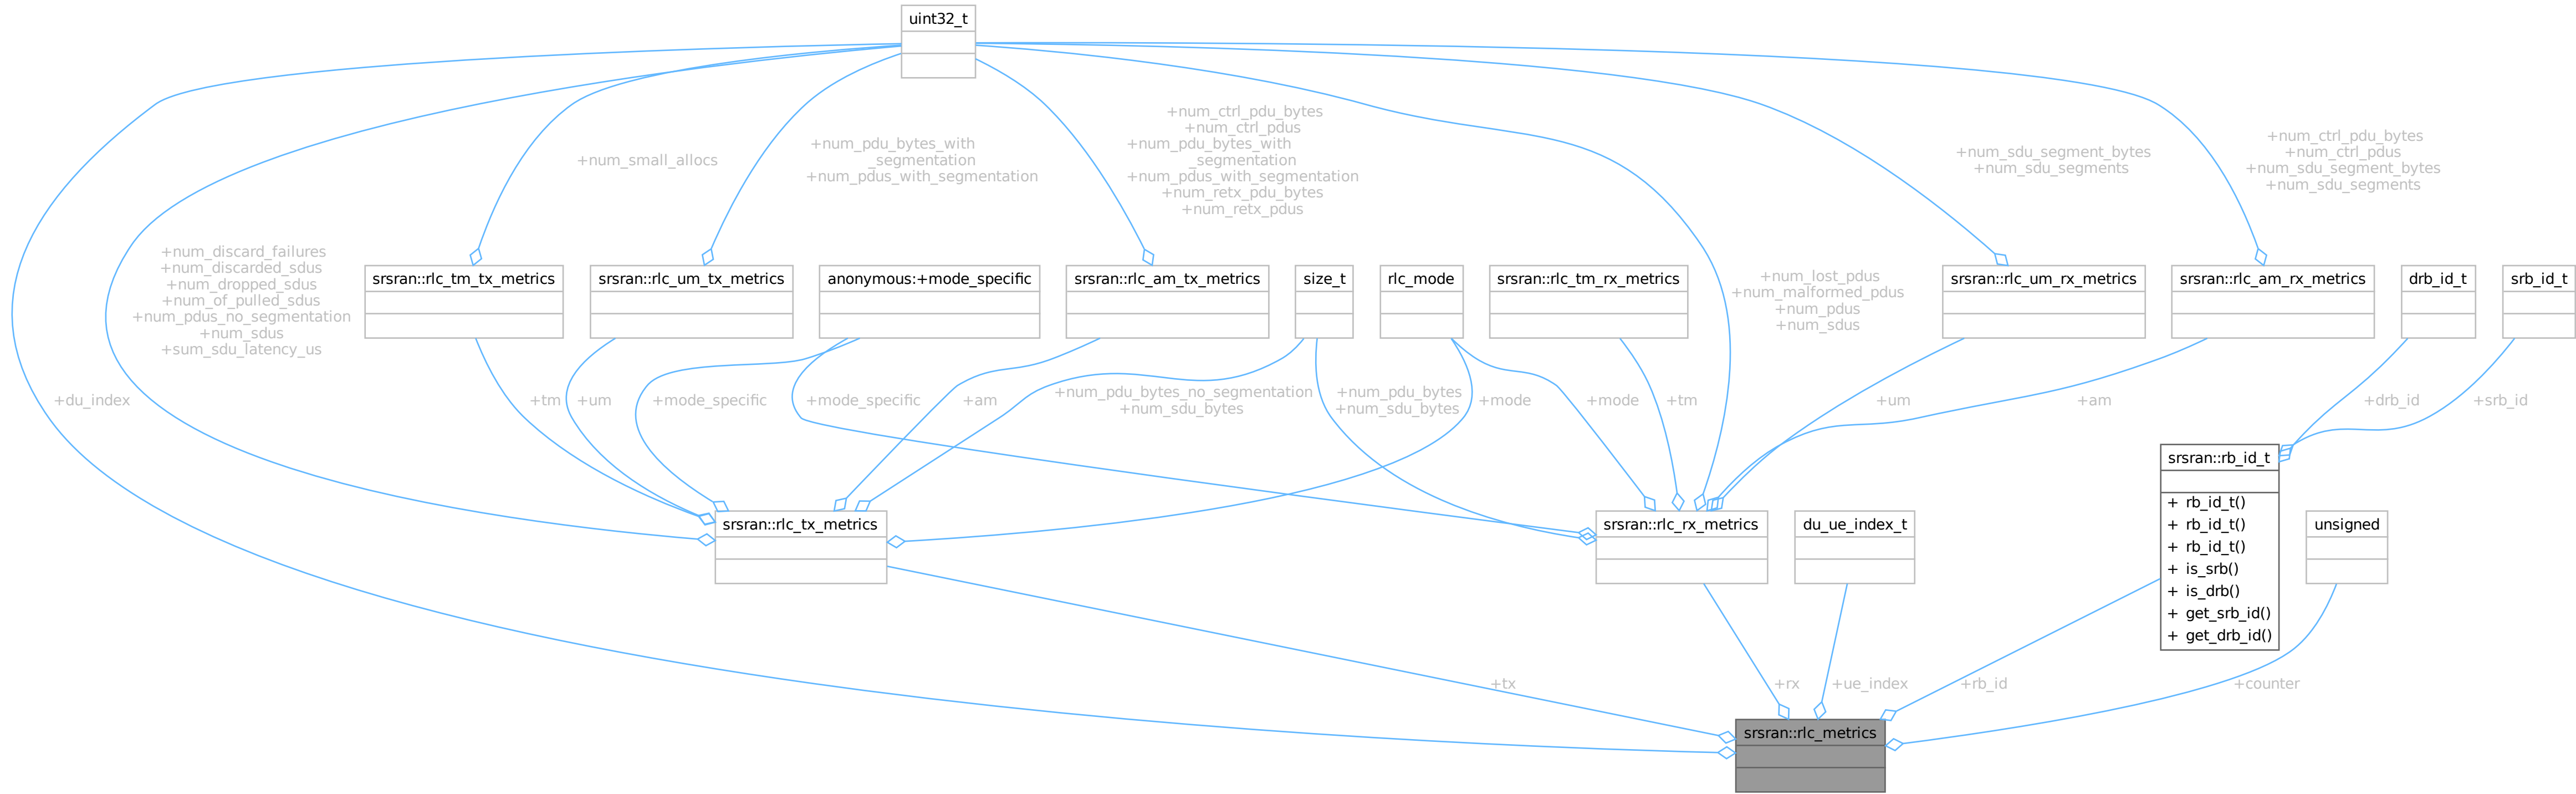 uint32_t
+num_ctrl_pdu_bytes
+num_ctrl_pdus
+num_pdu_bytes_with
_segmentation
+num_pdus_with_segmentation
+num_retx_pdu_bytes
+num_retx_pdus
+num_small_allocs
+num_pdu_bytes_with
_segmentation
+num_pdus_with_segmentation
+num_sdu_segment_bytes
+num_sdu_segments
+num_ctrl_pdu_bytes
+num_ctrl_pdus
+num_sdu_segment_bytes
+num_sdu_segments
+num_discard_failures
+num_discarded_sdus
+num_dropped_sdus
+num_of_pulled_sdus
+num_pdus_no_segmentation
+num_sdus
+sum_sdu_latency_us
srsran::rlc_tm_tx_metrics
srsran::rlc_um_tx_metrics
anonymous:+mode_specific
srsran::rlc_am_tx_metrics
size_t
rlc_mode
srsran::rlc_tm_rx_metrics
+num_lost_pdus
+num_malformed_pdus
+num_pdus
+num_sdus
srsran::rlc_um_rx_metrics
srsran::rlc_am_rx_metrics
drb_id_t
srb_id_t
+du_index
+tm
+um
+mode_specific
+mode_specific
+am
+num_pdu_bytes_no_segmentation
+num_sdu_bytes
+num_pdu_bytes
+num_sdu_bytes
+mode
+mode
+tm
+um
+am
+drb_id
+srb_id
srsran::rb_id_t
+ rb_id_t()
+ rb_id_t()
+ rb_id_t()
+ is_srb()
+ is_drb()
+ get_srb_id()
+ get_drb_id()
srsran::rlc_tx_metrics
srsran::rlc_rx_metrics
du_ue_index_t
unsigned
+tx
+rx
+ue_index
+rb_id
+counter
srsran::rlc_metrics